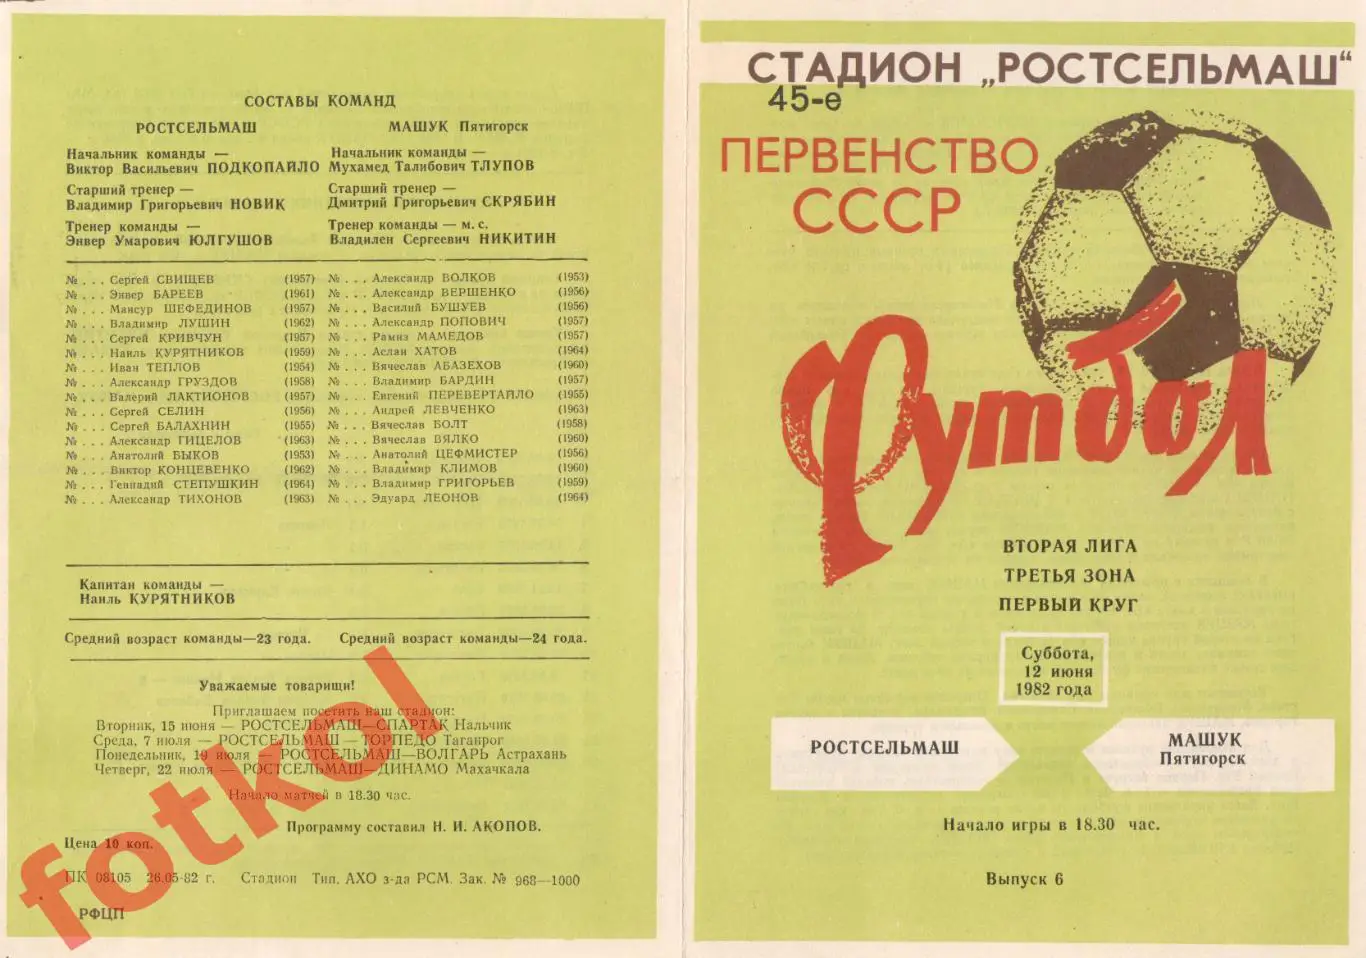 СОСТАВЫ КОМАНД
РОСТСЕЛЬМАШ
Начальник команды —
Виктор Васильевич ПОДКОПАЙЛО
Старший тренер —
Владимир Григорьевич НОВИК
Тренер команды —
Энвер Умарович ЮЛГУШОВ
МАШУК Пятигорск
Начальник команды —
Мухамед Талибович ТЛУПОВ
Старший тренер —
Дмитрий Григорьевич СКРЯБИН
Тренер команды — м. с.
Владилен Сергеевич НИКИТИН
№ . . . Сергей СВИЩЕВ (1957)
№ . . . Энвер БАРЕЕВ (1961)
№ . . . Мансур ШЕФЕДИНОВ (1957)
№ . . . Владимир ЛУШИН (1962)
№ . . . Сергей КРИВЧУН (1957)
№ . . . Наиль КУРЯТНИКОВ (1959)
№ . . . Иван ТЕПЛОВ (1954)
№ . . . Александр ГРУЗДОВ (1958)
№ . . . Валерий ЛАКТИОНОВ (1957)
№ . . . Сергей СЕЛИН (1956)
№ . . . Сергей БАЛАХНИН (1955)
№ . . . Александр ГИЦЕЛОВ (1963)
№ . . . Анатолий БЫКОВ (1953)
№ . . . Виктор КОНЦЕВЕНКО (1962)
№ . . . Геннадий СТЕПУШКИН (1964)
№ . . . Александр ТИХОНОВ (1963)
№ . . . Александр ВОЛКОВ (1953)
№ . . . Александр ВЕРШЕНКО (1956)
№ . . . Василий БУШУЕВ (1956)
№ . . . Александр ПОПОВИЧ (1957)
№ . . . Рамиз МАМЕДОВ (1957)
№ . . . Аслан ХАТОВ (1964)
№ . . . Вячеслав АБАЗЕХОВ (1960)
№ . . . Владимир БАРДИН (1957)
№ . . . Евгений ПЕРЕВЕРТАЙЛО (1955)
№ . . . Андрей ЛЕВЧЕНКО (1963)
№ . . . Вячеслав БОЛТ (1958)
№ . . . Вячеслав ВЯЛКО (1960)
№ . . . Анатолий ЦЕФМИСТЕР (1956)
№ . . . Владимир КЛИМОВ (1960)
№ . . . Владимир ГРИГОРЬЕВ (1959)
№ . . . Эдуард ЛЕОНОВ (1964)
Капитан команды —
Наиль КУРЯТНИКОВ
Средний возраст команды—23 года. Средний возраст команды—24 года.
Уважаемые товарищи!
Приглашаем посетить наш стадион:
Вторник, 15 июня — РОСТСЕЛЬМАШ—СПАРТАК Нальчик
Среда, 7 июля — РОСТСЕЛЬМАШ — ТОРПЕДО Таганрог
Понедельник, июля — РОСТСЕЛЬМАШ—ВОЛГАРЬ Астрахань
Четверг, 22 июля — РОСТСЕЛЬМАШ—ДИНАМО Махачкала
Начало матчей в 18.30 час.
Программу составил Н. И. АКОПОВ.
Цена 10 коп.
ПК 08105 26.05-82 г. Стадион Тип. АХО з-да РСМ. Зак. № 968—1000
РФЦП
fotkol
СТАДИОН „РОСТСЕЛЬМАШ“
45-е
ПЕРВЕНСТВО
СССР
Футбол
ВТОРАЯ ЛИГА
ТРЕТЬЯ ЗОНА
ПЕРВЫЙ КРУГ
Суббота,
12 июня
1982 года
РОСТСЕЛЬМАШ
МАШУК
Пятигорск
Начало игры в 18.30 час.
Выпуск 6